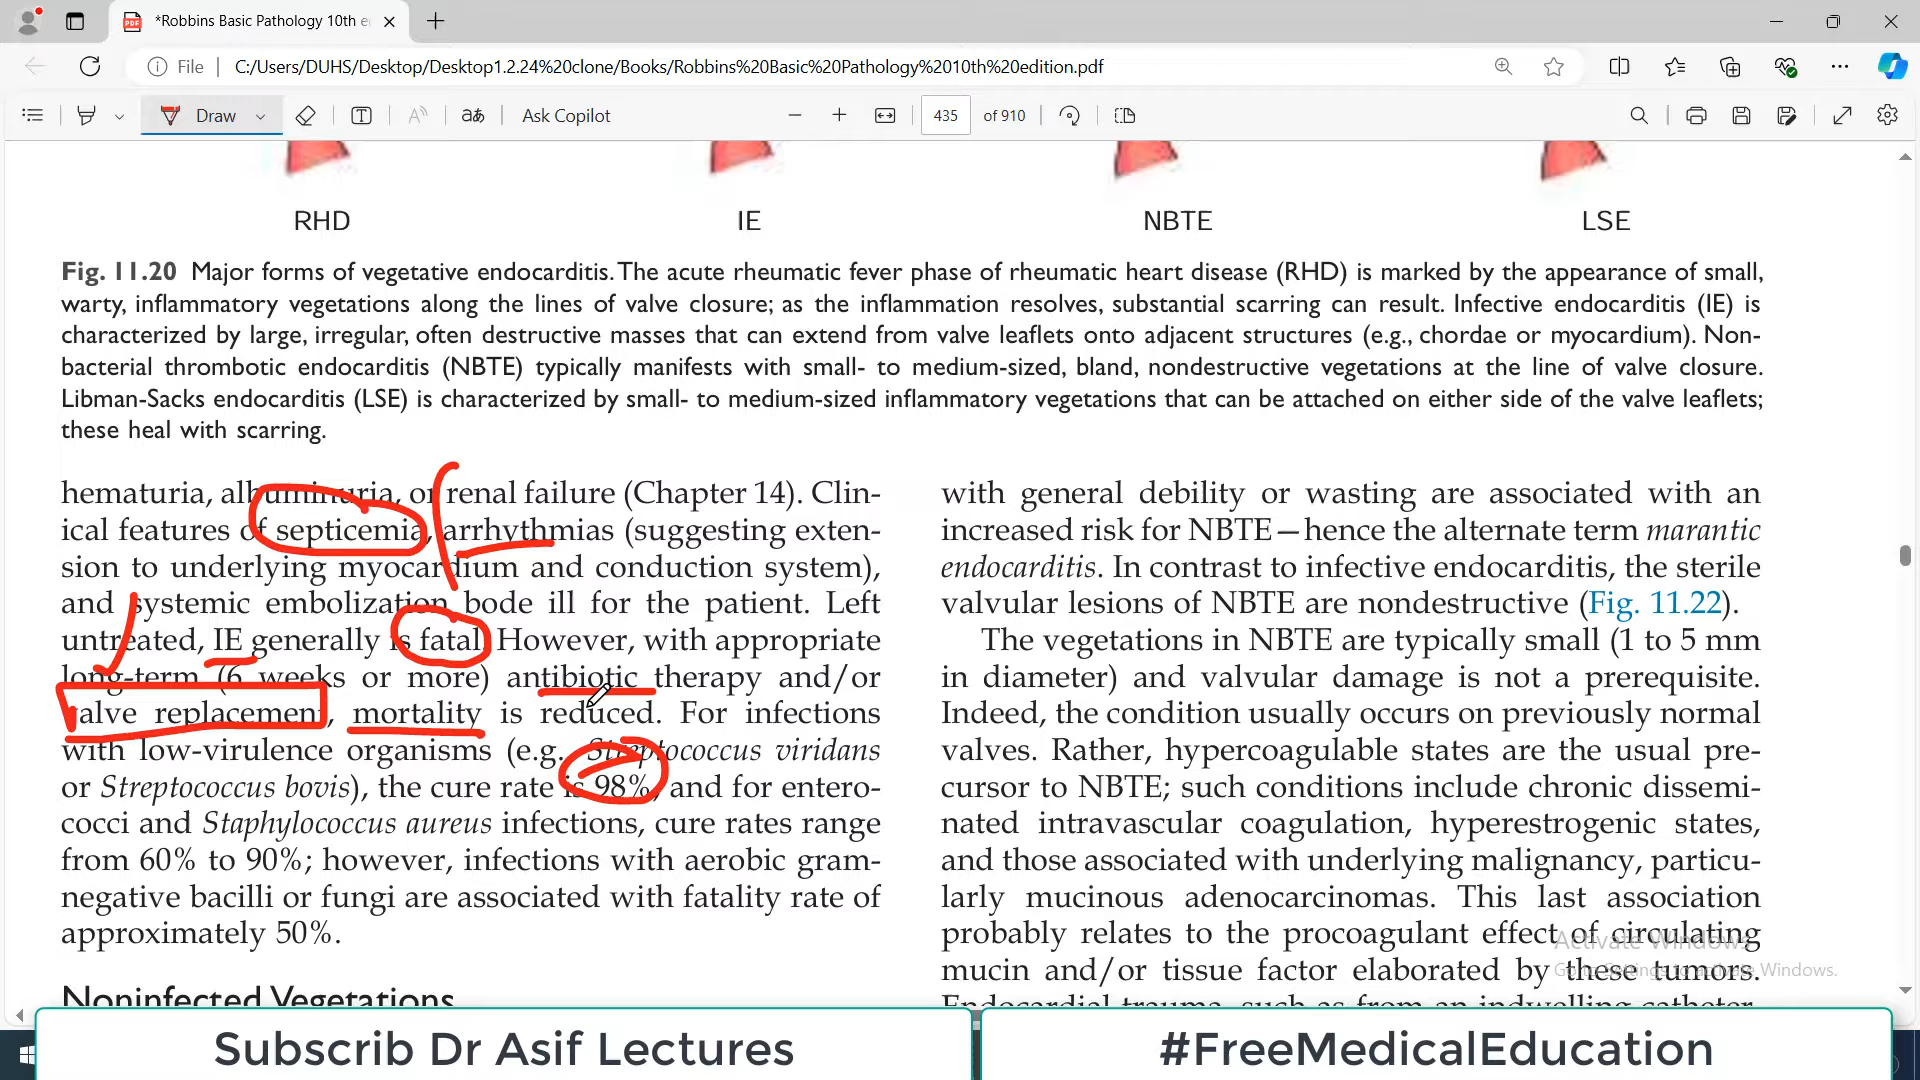 *Robbins Basic Pathology 10th e
File
C:/Users/DUHS/Desktop/Desktop1.2.24%20clone/Books/Robbins%20Basic%20Pathology%2010th%20edition.pdf
Draw
Ask Copilot
435 of 910
RHD IE NBTE LSE
Fig. 11.20 Major forms of vegetative endocarditis. The acute rheumatic fever phase of rheumatic heart disease (RHD) is marked by the appearance of small,
warty, inflammatory vegetations along the lines of valve closure; as the inflammation resolves, substantial scarring can result. Infective endocarditis (IE) is
characterized by large, irregular, often destructive masses that can extend from valve leaflets onto adjacent structures (e.g., chordae or myocardium). Non-
bacterial thrombotic endocarditis (NBTE) typically manifests with small- to medium-sized, bland, nondestructive vegetations at the line of valve closure.
Libman-Sacks endocarditis (LSE) is characterized by small- to medium-sized inflammatory vegetations that can be attached on either side of the valve leaflets;
these heal with scarring.
hematuria, albuminuria, or renal failure (Chapter 14). Clin-
ical features of septicemia, arrhythmias (suggesting exten-
sion to underlying myocardium and conduction system),
and systemic embolization bode ill for the patient. Left
untreated, IE generally is fatal. However, with appropriate
long-term (6 weeks or more) antibiotic therapy and/or
valve replacement, mortality is reduced. For infections
with low-virulence organisms (e.g. Streptococcus viridans
or Streptococcus bovis), the cure rate is 98%, and for entero-
cocci and Staphylococcus aureus infections, cure rates range
from 60% to 90%; however, infections with aerobic gram-
negative bacilli or fungi are associated with fatality rate of
approximately 50%.
Noninfected Vegetations
with general debility or wasting are associated with an
increased risk for NBTE—hence the alternate term marantic
endocarditis. In contrast to infective endocarditis, the sterile
valvular lesions of NBTE are nondestructive (Fig. 11.22).
The vegetations in NBTE are typically small (1 to 5 mm
in diameter) and valvular damage is not a prerequisite.
Indeed, the condition usually occurs on previously normal
valves. Rather, hypercoagulable states are the usual pre-
cursor to NBTE; such conditions include chronic dissemi-
nated intravascular coagulation, hyperestrogenic states,
and those associated with underlying malignancy, particu-
larly mucinous adenocarcinomas. This last association
probably relates to the procoagulant effect of circulating
mucin and/or tissue factor elaborated by these tumors.
Endocardial trauma, such as from an indwelling catheter,
Activate Windows
Go to Settings to activate Windows.
Subscrib Dr Asif Lectures
#FreeMedicalEducation